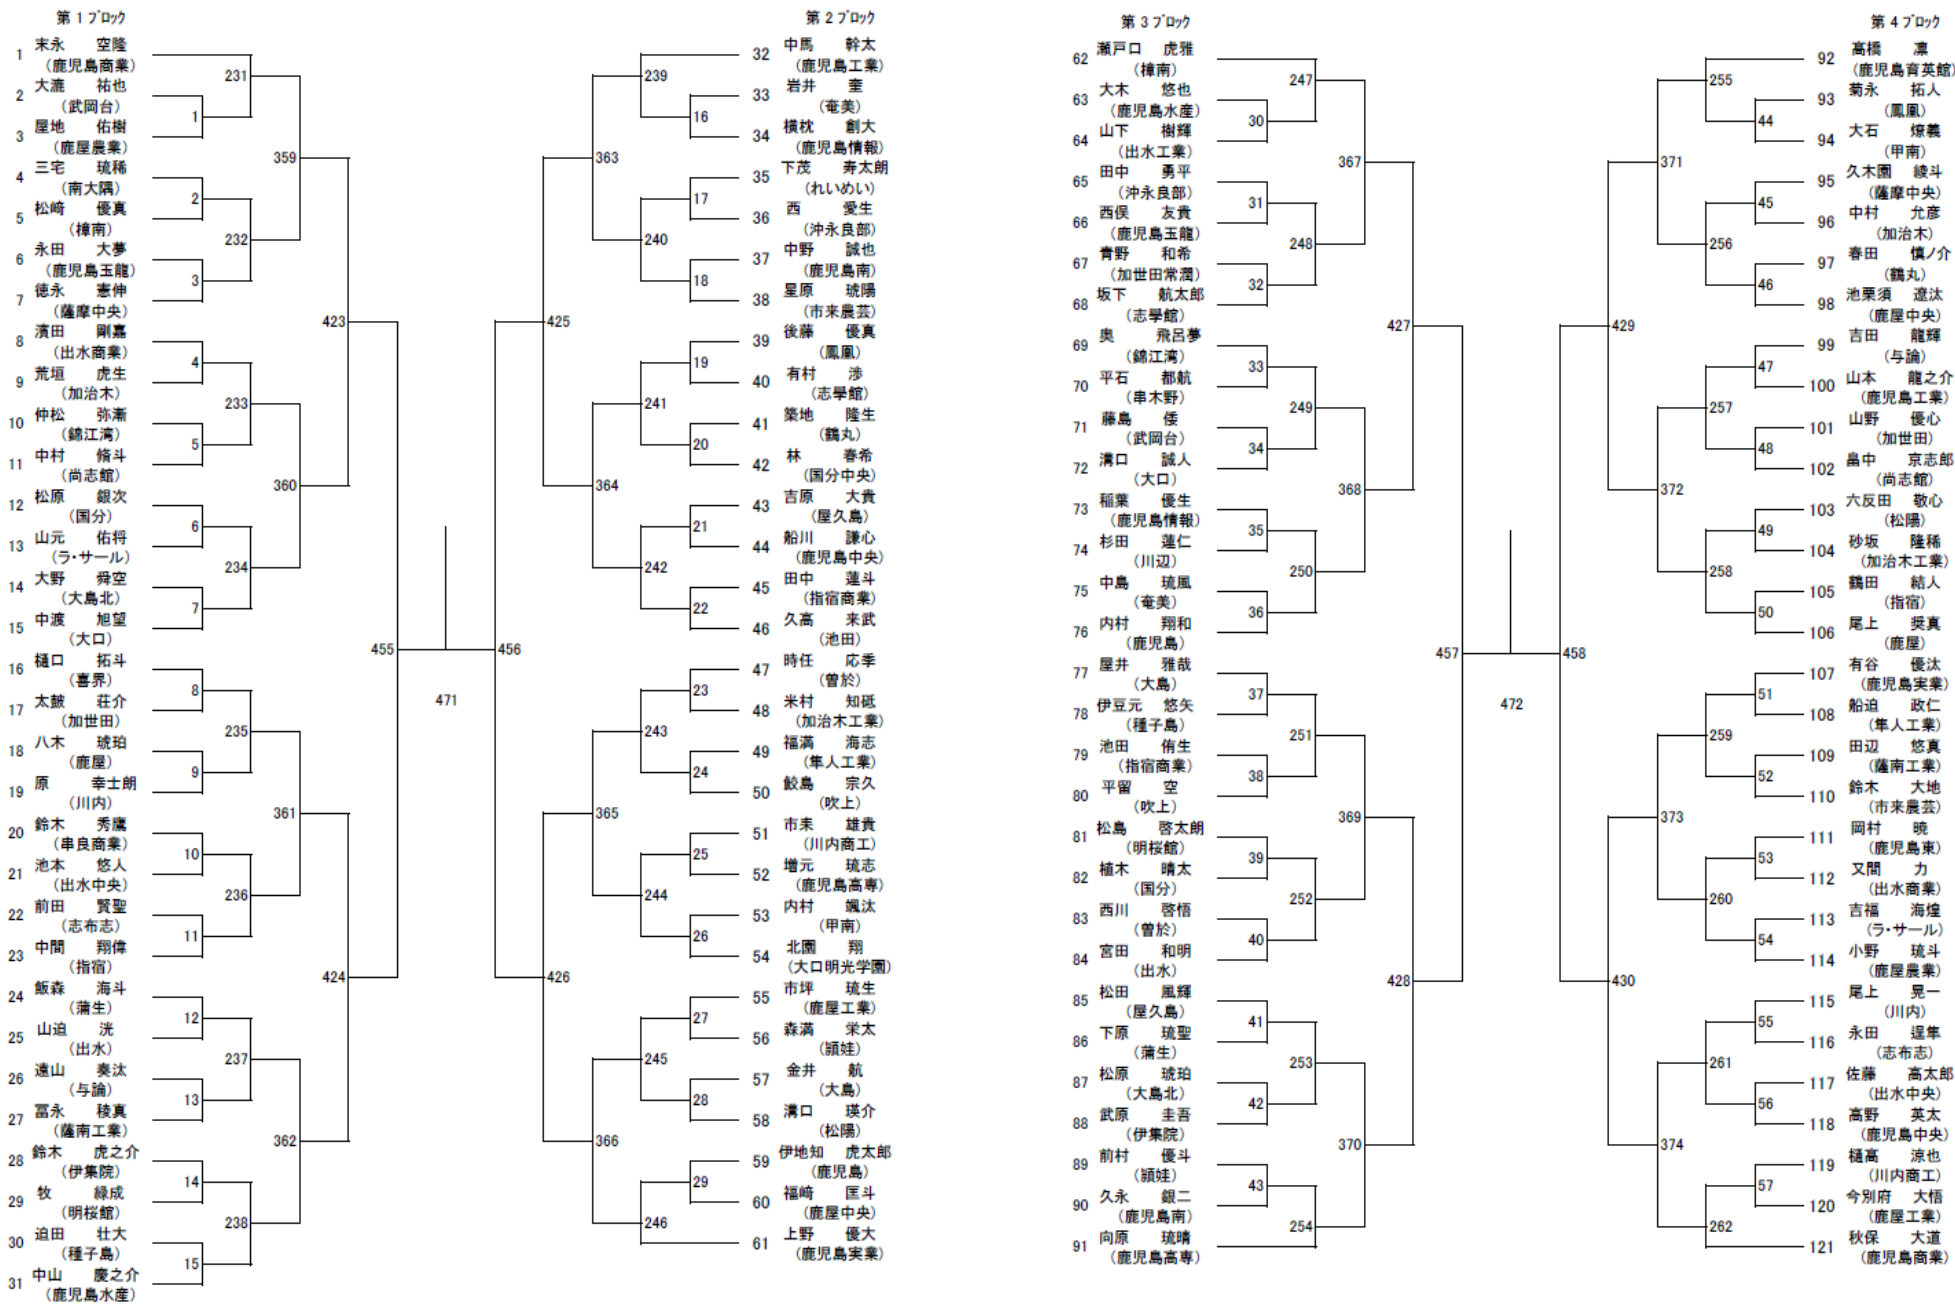 第1ブロック
1 末永 空隆
(鹿児島商業)
2 大漉 祐也
(武岡台)
3 屋地 佑樹
(鹿屋農業)
4 三宅 琉稀
(南大隅)
5 松﨑 優真
(樟南)
6 永田 大夢
(鹿児島玉龍)
7 徳永 憲伸
(薩摩中央)
8 濱田 剛嘉
(出水商業)
9 荒垣 虎生
(加治木)
10 仲松 弥漸
(錦江湾)
11 中村 脩斗
(尚志館)
12 松原 銀次
(国分)
13 山元 佑将
(ラ・サール)
14 大野 舜空
(大島北)
15 中渡 旭望
(大口)
16 樋口 拓斗
(喜界)
17 太皷 荘介
(加世田)
18 八木 琥珀
(鹿屋)
19 原 幸士朗
(川内)
20 鈴木 秀鷹
(串良商業)
21 池本 悠人
(出水中央)
22 前田 賢聖
(志布志)
23 中間 翔偉
(指宿)
24 飯森 海斗
(蒲生)
25 山迫 洸
(出水)
26 遠山 奏汰
(与論)
27 冨永 稜真
(薩南工業)
28 鈴木 虎之介
(伊集院)
29 牧 緑成
(明桜館)
30 迫田 壮大
(種子島)
31 中山 慶之介
(鹿児島水産)
231
1
359
2
232
3
423
4
233
5
360
6
234
7
455
8
235
9
361
10
236
11
424
12
237
13
362
14
238
15
471
第2ブロック
32 中馬 幹太
(鹿児島工業)
33 岩井 奎
(奄美)
34 横枕 創大
(鹿児島情報)
35 下茂 寿太朗
(れいめい)
36 西 愛生
(沖永良部)
37 中野 誠也
(鹿児島南)
38 星原 琥陽
(市来農芸)
39 後藤 優真
(鳳凰)
40 有村 渉
(志學館)
41 築地 隆生
(鶴丸)
42 林 春希
(国分中央)
43 吉原 大貴
(屋久島)
44 船川 謙心
(鹿児島中央)
45 田中 蓮斗
(指宿商業)
46 久高 来武
(池田)
47 時任 応季
(曽於)
48 米村 知砥
(加治木工業)
49 福満 海志
(隼人工業)
50 鮫島 宗久
(吹上)
51 市耒 雄貴
(川内商工)
52 増元 琉志
(鹿児島高専)
53 内村 颯汰
(甲南)
54 北園 翔
(大口明光学園)
55 市坪 琉生
(鹿屋工業)
56 森満 栄太
(頴娃)
57 金井 航
(大島)
58 溝口 瑛介
(松陽)
59 伊地知 虎太郎
(鹿児島)
60 福﨑 匡斗
(鹿屋中央)
61 上野 優大
(鹿児島実業)
239
16
363
17
240
18
425
19
241
20
364
21
242
22
456
23
243
24
365
25
244
26
426
27
245
28
366
29
246
第3ブロック
62 瀬戸口 虎雅
(樟南)
63 大木 悠也
(鹿児島水産)
64 山下 樹輝
(出水工業)
65 田中 勇平
(沖永良部)
66 西俣 友貴
(鹿児島玉龍)
67 青野 和希
(加世田常潤)
68 坂下 航太郎
(志學館)
69 奥 飛呂夢
(錦江湾)
70 平石 都航
(串木野)
71 藤島 倭
(武岡台)
72 溝口 誠人
(大口)
73 稲葉 優生
(鹿児島情報)
74 杉田 蓮仁
(川辺)
75 中島 琉風
(奄美)
76 内村 翔和
(鹿児島)
77 屋井 雅哉
(大島)
78 伊豆元 悠矢
(種子島)
79 池田 侑生
(指宿商業)
80 平留 空
(吹上)
81 松島 啓太朗
(明桜館)
82 植木 晴太
(国分)
83 西川 啓悟
(曽於)
84 宮田 和明
(出水)
85 松田 風輝
(屋久島)
86 下原 琉聖
(蒲生)
87 松原 琥珀
(大島北)
88 武原 圭吾
(伊集院)
89 前村 優斗
(頴娃)
90 久永 銀二
(鹿児島南)
91 向原 琉晴
(鹿児島高専)
247
30
367
31
248
32
427
33
249
34
368
35
250
36
457
37
251
38
369
39
252
40
428
41
253
42
370
43
254
472
第4ブロック
92 髙橋 凛
(鹿児島育英館)
93 菊永 拓人
(鳳凰)
94 大石 燎義
(甲南)
95 久木園 綾斗
(薩摩中央)
96 中村 允彦
(加治木)
97 春田 慎ノ介
(鶴丸)
98 池栗須 遼汰
(鹿屋中央)
99 吉田 龍輝
(与論)
100 山本 龍之介
(鹿児島工業)
101 山野 優心
(加世田)
102 畠中 京志郎
(尚志館)
103 六反田 敬心
(松陽)
104 砂坂 隆稀
(加治木工業)
105 鶴田 結人
(指宿)
106 尾上 奨真
(鹿屋)
107 有谷 優汰
(鹿児島実業)
108 船迫 政仁
(隼人工業)
109 田辺 悠真
(薩南工業)
110 鈴木 大地
(市来農芸)
111 岡村 暁
(鹿児島東)
112 又間 力
(出水商業)
113 吉福 海煌
(ラ・サール)
114 小野 琉斗
(鹿屋農業)
115 尾上 晃一
(川内)
116 永田 逞隼
(志布志)
117 佐藤 高太郎
(出水中央)
118 高野 英太
(鹿児島中央)
119 樋高 涼也
(川内商工)
120 今別府 大悟
(鹿屋工業)
121 秋保 大道
(鹿児島商業)
255
44
371
45
256
46
429
47
257
48
372
49
258
50
458
51
259
52
373
53
260
54
430
55
261
56
374
57
262